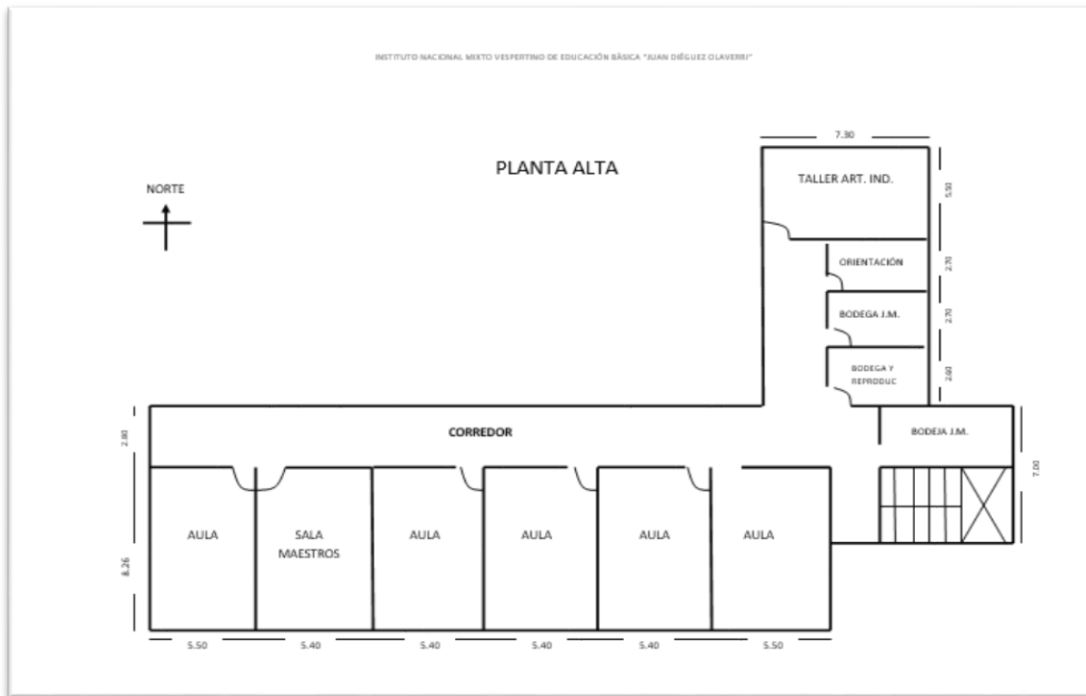 INSTITUTO NACIONAL MIXTO VESPERTINO DE EDUCACIÓN BÁSICA "JUAN DIÉGUEZ OLAVERRI"
7.30
PLANTA ALTA
TALLER ART. IND.
5.50
NORTE
ORIENTACIÓN
2.70
BODEGA J.M.
2.70
BODEGA Y
REPRODUC
2.60
CORREDOR
BODEJA J.M.
2.80
7.00
AULA
SALA
MAESTROS
AULA
AULA
AULA
AULA
8.26
5.50
5.40
5.40
5.40
5.40
5.50